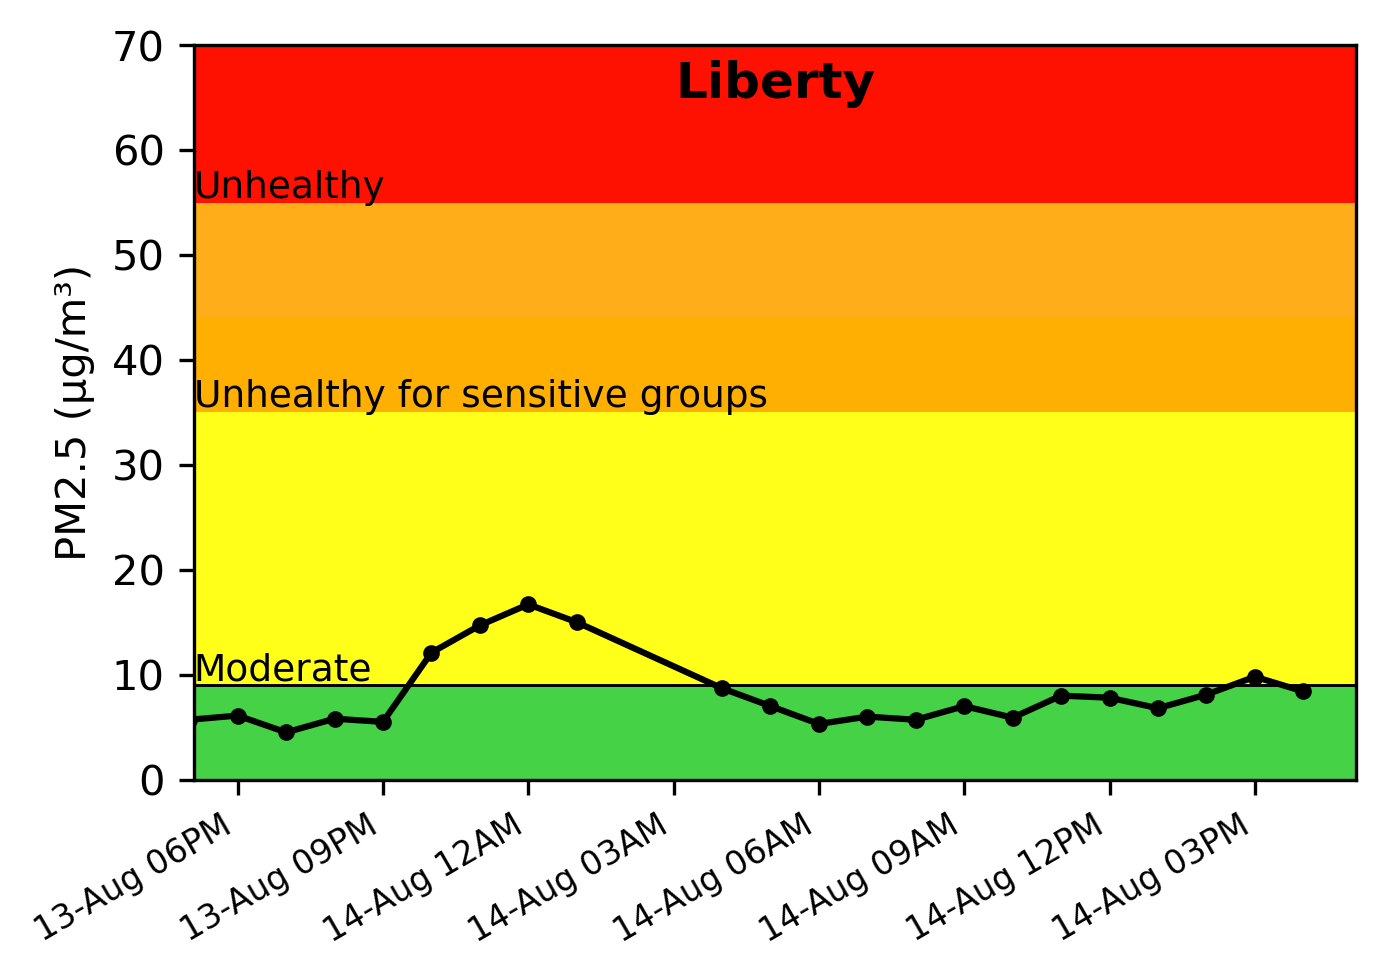 Liberty
70
60
50
40
30
20
10
0
PM2.5 (µg/m³)
Unhealthy
Unhealthy for sensitive groups
Moderate
13-Aug 06PM
13-Aug 09PM
14-Aug 12AM
14-Aug 03AM
14-Aug 06AM
14-Aug 09AM
14-Aug 12PM
14-Aug 03PM